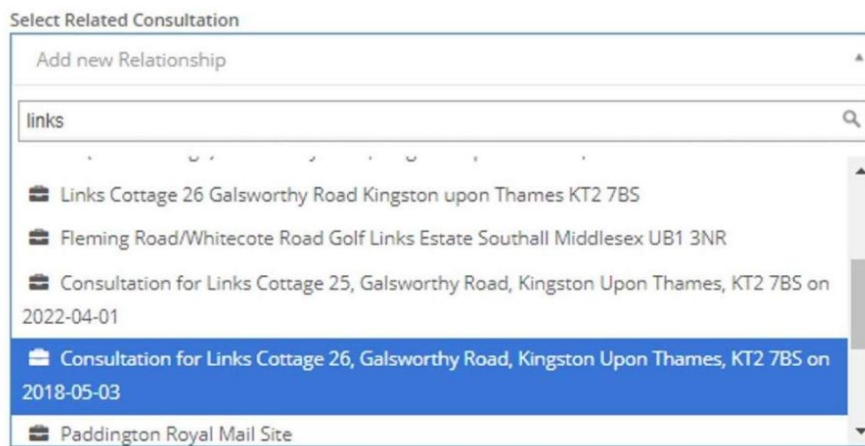 Select Related Consultation
Add new Relationship
links
Links Cottage 26 Galsworthy Road Kingston upon Thames KT2 7BS
Fleming Road/Whitecote Road Golf Links Estate Southall Middlesex UB1 3NR
Consultation for Links Cottage 25, Galsworthy Road, Kingston Upon Thames, KT2 7BS on
2022-04-01
Consultation for Links Cottage 26, Galsworthy Road, Kingston Upon Thames, KT2 7BS on
2018-05-03
Paddington Royal Mail Site